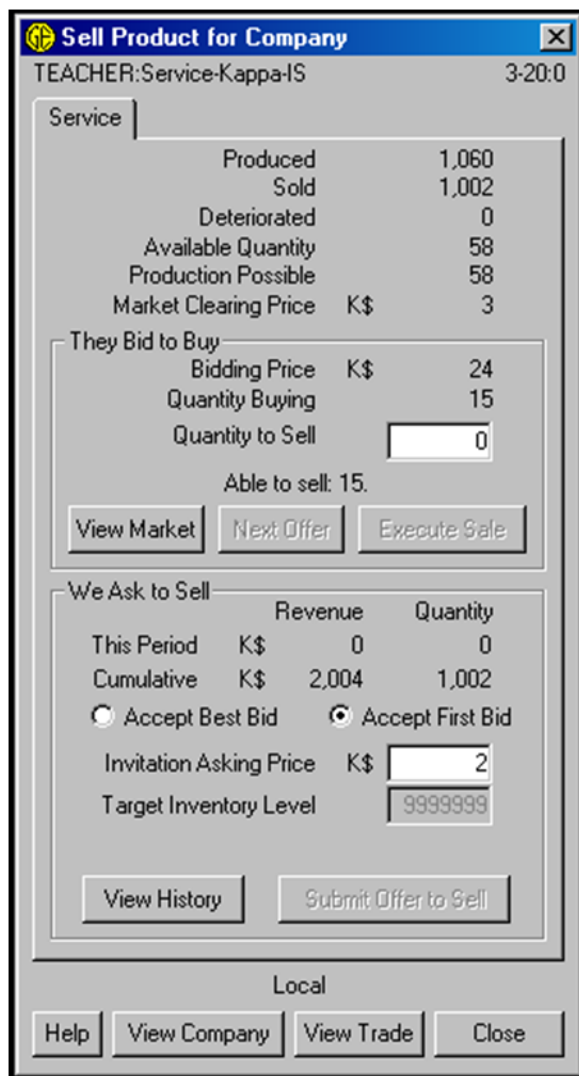 GE Sell Product for Company
TEACHER:Service-Kappa-IS 3-20:0
Service
Produced 1,060
Sold 1,002
Deteriorated 0
Available Quantity 58
Production Possible 58
Market Clearing Price K$ 3
They Bid to Buy
Bidding Price K$ 24
Quantity Buying 15
Quantity to Sell 0
Able to sell: 15.
View Market Next Offer Execute Sale
We Ask to Sell
Revenue Quantity
This Period K$ 0 0
Cumulative K$ 2,004 1,002
Accept Best Bid Accept First Bid
Invitation Asking Price K$ 2
Target Inventory Level 9999999
View History Submit Offer to Sell
Local
Help View Company View Trade Close